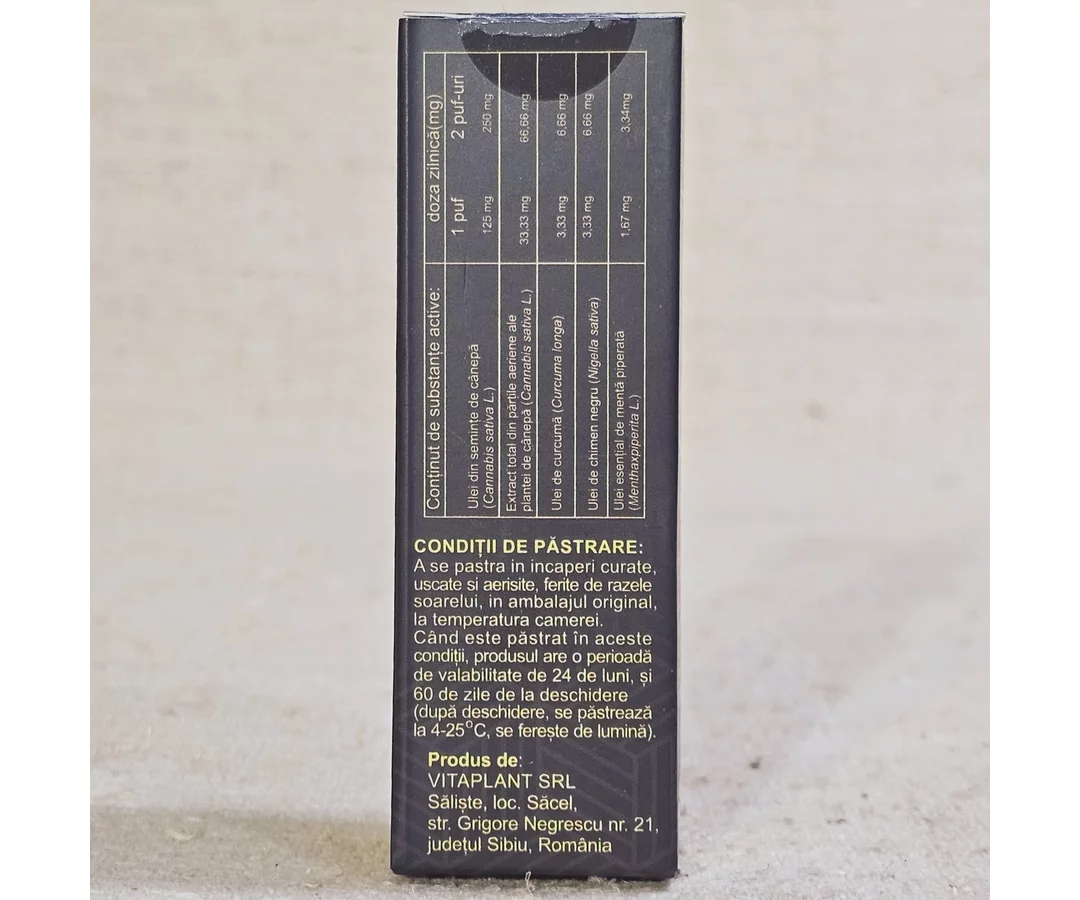 Conținut de substanțe active: doza zilnică(mg)
1 puf 2 puf-uri
Ulei din semințe de cânepă
(Cannabis sativa L.) 125 mg 250 mg
Extract total din părțile aeriene ale
plantei de cânepă (Cannabis sativa L.) 33,33 mg 66,66 mg
Ulei de curcumă (Curcuma longa) 3,33 mg 6,66 mg
Ulei de chimen negru (Nigella sativa) 3,33 mg 6,66 mg
Ulei esențial de mentă piperată
(Menthaxpiperita L.) 1,67 mg 3,34mg
CONDIȚII DE PĂSTRARE:
A se pastra in incaperi curate,
uscate si aerisite, ferite de razele
soarelui, in ambalajul original,
la temperatura camerei.
Când este păstrat în aceste
condiții, produsul are o perioadă
de valabilitate de 24 de luni, și
60 de zile de la deschidere
(după deschidere, se păstrează
la 4-25°C, se ferește de lumină).
Produs de:
VITAPLANT SRL
Săliște, loc. Săcel,
str. Grigore Negrescu nr. 21,
județul Sibiu, România